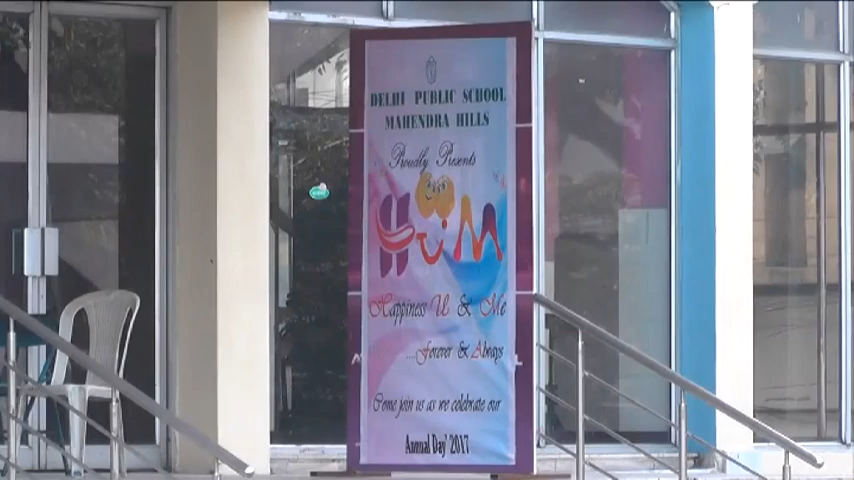 DELHI PUBLIC SCHOOL
MAHENDRA HILLS
Proudly Presents
HUM
Happiness Us & Me
....Forever & Always
Come join us as we celebrate our
Annual Day' 2017